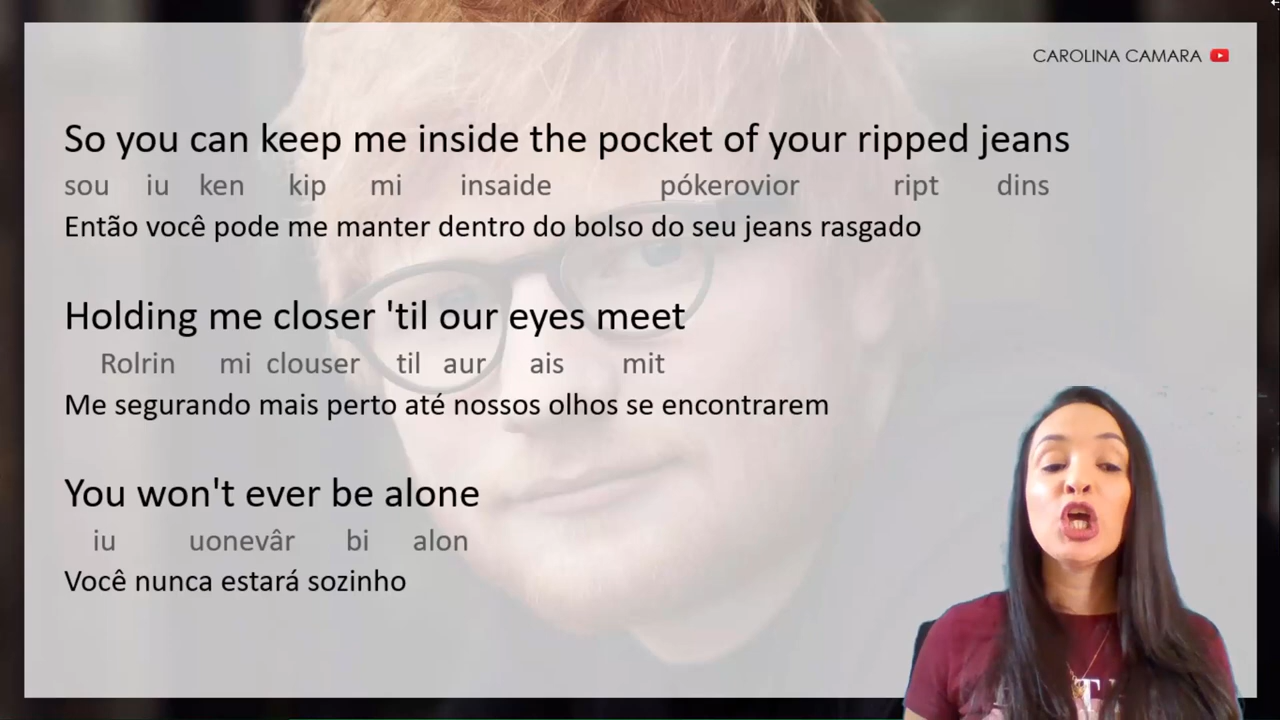 CAROLINA CAMARA
So you can keep me inside the pocket of your ripped jeans
sou iu ken kip mi insaide pókerovior ript dins
Então você pode me manter dentro do bolso do seu jeans rasgado
Holding me closer 'til our eyes meet
Rolrin mi clouser til aur ais mit
Me segurando mais perto até nossos olhos se encontrarem
You won't ever be alone
iu uonevâr bi alon
Você nunca estará sozinho